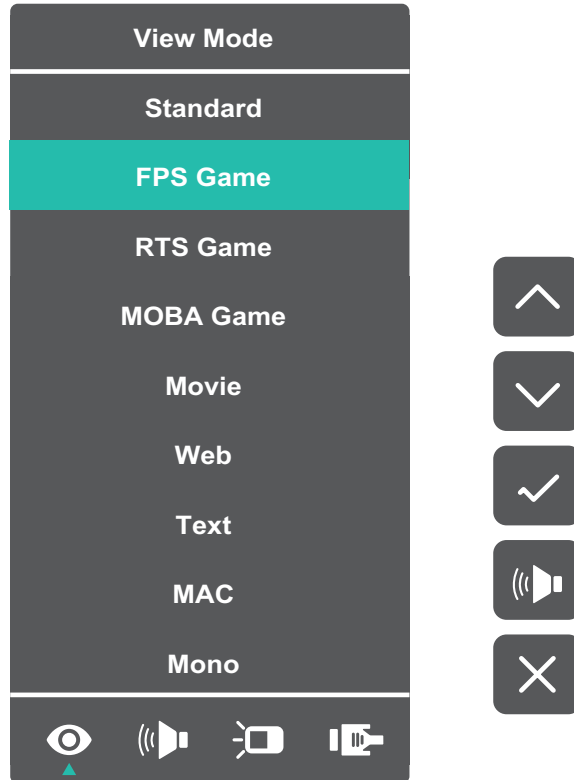 View Mode
Standard
FPS Game
RTS Game
MOBA Game
Movie
Web
Text
MAC
Mono